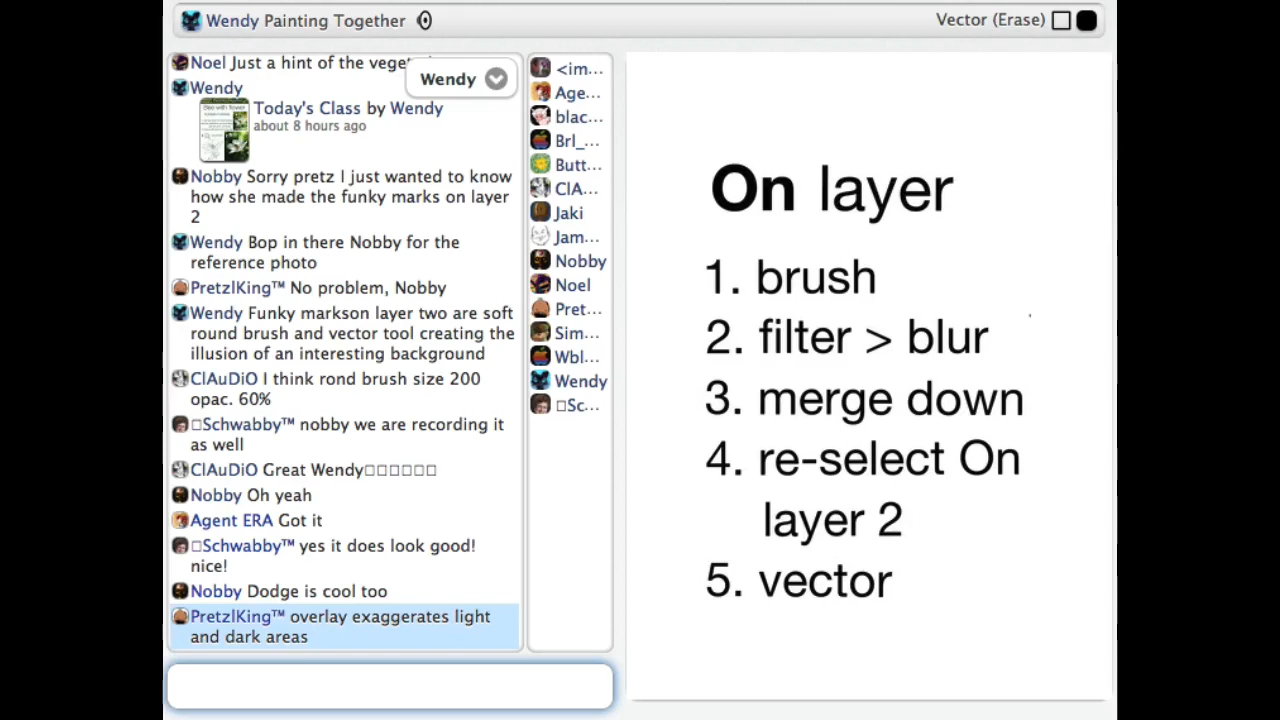 Wendy Painting Together
Vector (Erase)
Noel Just a hint of the
Wendy
Wendy
Today's Class by Wendy
about 8 hours ago
Nobby Sorry pretz I just wanted to know
how she made the funky marks on layer
2
Wendy Bop in there Nobby for the
reference photo
PretzlKing™ No problem, Nobby
Wendy Funky markson layer two are soft
round brush and vector tool creating the
illusion of an interesting background
ClAuDiO I think rond brush size 200
opac. 60%
□Schwabby™ nobby we are recording it
as well
ClAuDiO Great Wendy□□□□□□
Nobby Oh yeah
Agent ERA Got it
□Schwabby™ yes it does look good!
nice!
Nobby Dodge is cool too
PretzlKing™ overlay exaggerates light
and dark areas
<im...
Age...
blac...
Brl_...
Butt...
ClA...
Jaki
Jam...
Nobby
Noel
Pret...
Sim...
Wbl...
Wendy
□Sc...
On layer
1. brush
2. filter > blur
3. merge down
4. re-select On
layer 2
5. vector